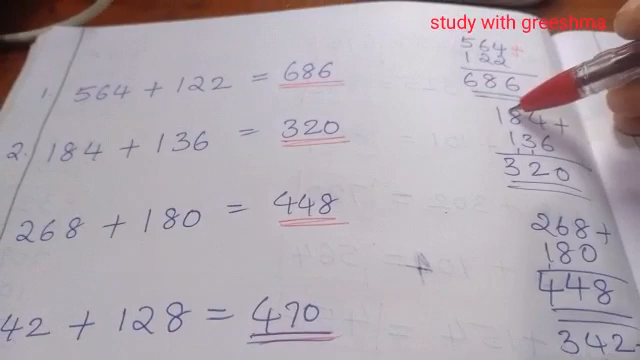 study with greeshma
1. 564 + 122 = 686
2. 184 + 136 = 320
268 + 180 = 448
42 + 128 = 470
564 +
122
686
184 +
136
320
268 +
180
448
342